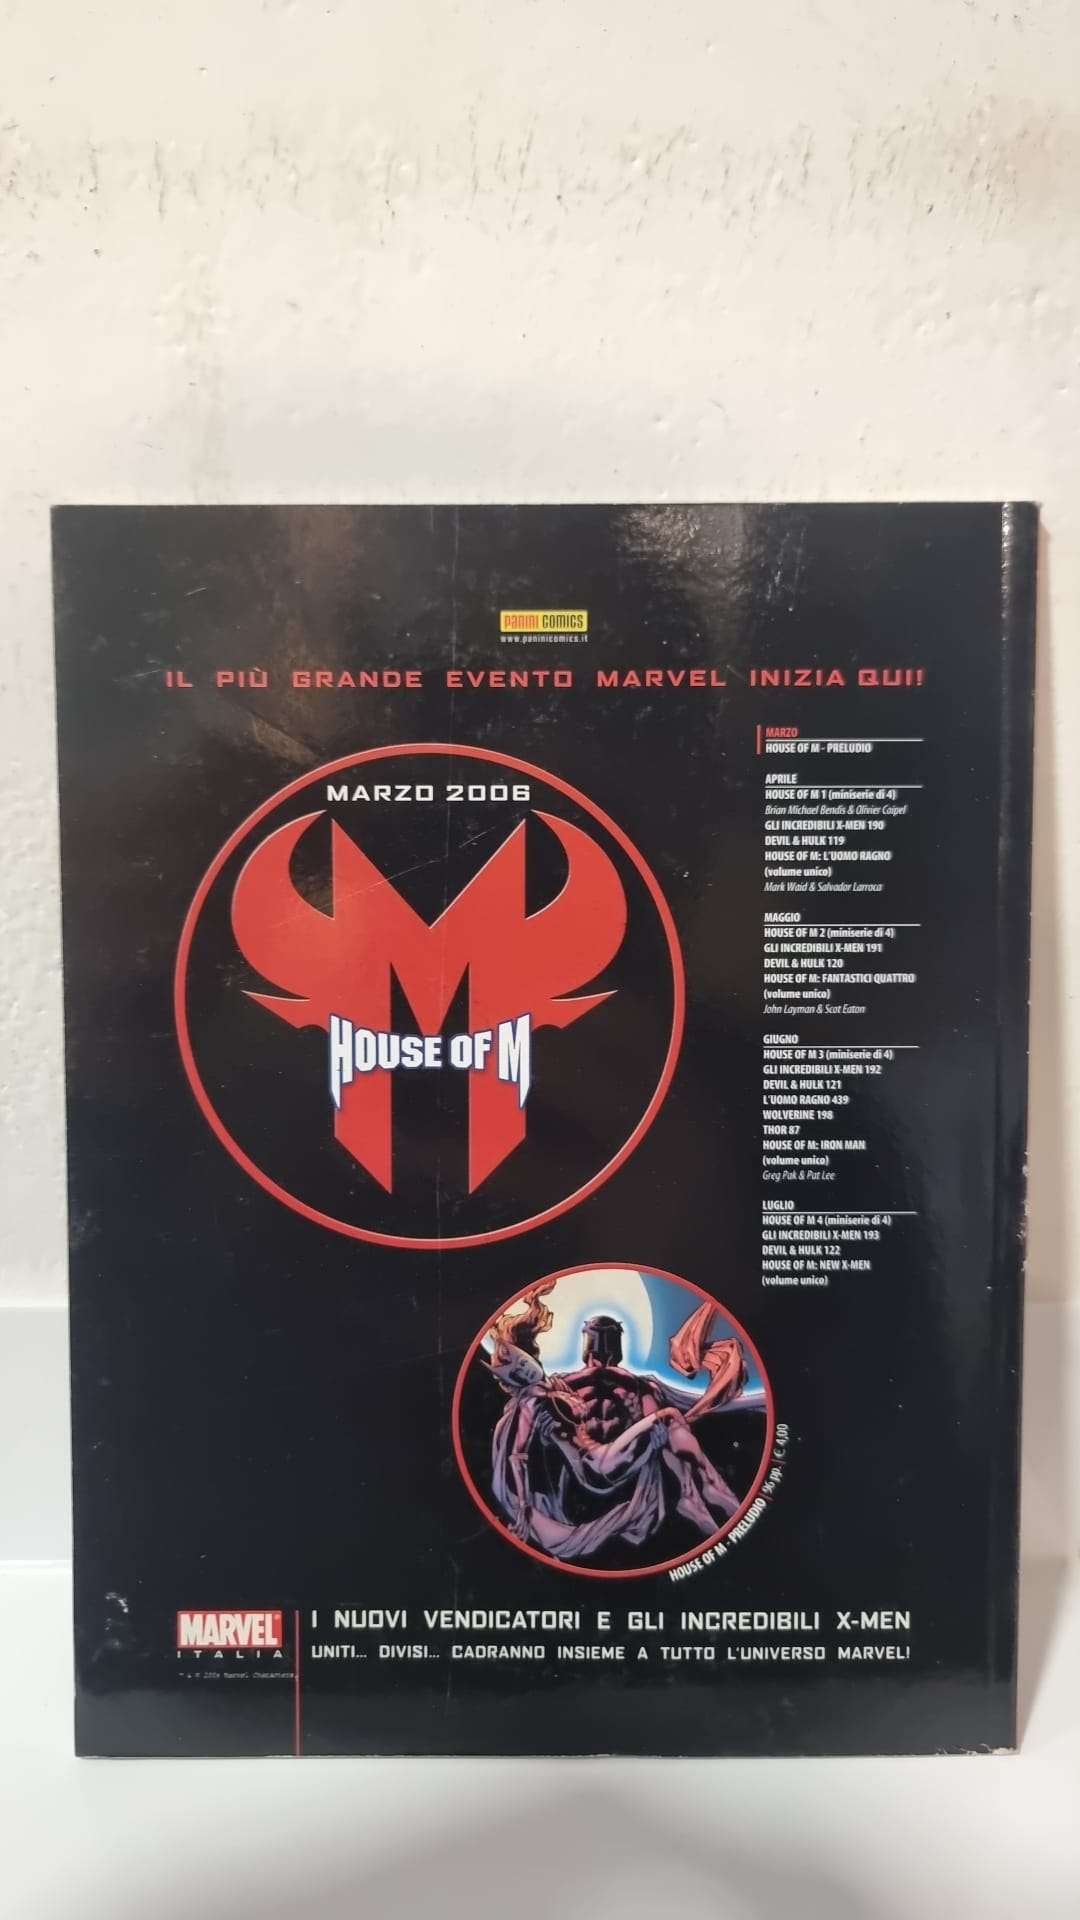 PANINI COMICS
www.paninicomics.it
IL PIÙ GRANDE EVENTO MARVEL INIZIA QUI!
MARZO 2006
HOUSE OF M
MARZO
HOUSE OF M - PRELUDIO
APRILE
HOUSE OF M 1 (miniserie di 4)
Brian Michael Bendis & Olivier Coipel
GLI INCREDIBILI X-MEN 190
DEVIL & HULK 119
HOUSE OF M: L'UOMO RAGNO
(volume unico)
Mark Waid & Salvador Larroca
MAGGIO
HOUSE OF M 2 (miniserie di 4)
GLI INCREDIBILI X-MEN 191
DEVIL & HULK 120
HOUSE OF M: FANTASTICI QUATTRO
(volume unico)
John Layman & Scot Eaton
GIUGNO
HOUSE OF M 3 (miniserie di 4)
GLI INCREDIBILI X-MEN 192
DEVIL & HULK 121
L'UOMO RAGNO 439
WOLVERINE 198
THOR 87
HOUSE OF M: IRON MAN
(volume unico)
Greg Pak & Pat Lee
LUGLIO
HOUSE OF M 4 (miniserie di 4)
GLI INCREDIBILI X-MEN 193
DEVIL & HULK 122
HOUSE OF M: NEW X-MEN
(volume unico)
HOUSE OF M - PRELUDIO | 96 pp. | € 4,00
MARVEL
ITALIA
™ & © 2006 Marvel Characters
I NUOVI VENDICATORI E GLI INCREDIBILI X-MEN
UNITI... DIVISI... CADRANNO INSIEME A TUTTO L'UNIVERSO MARVEL!